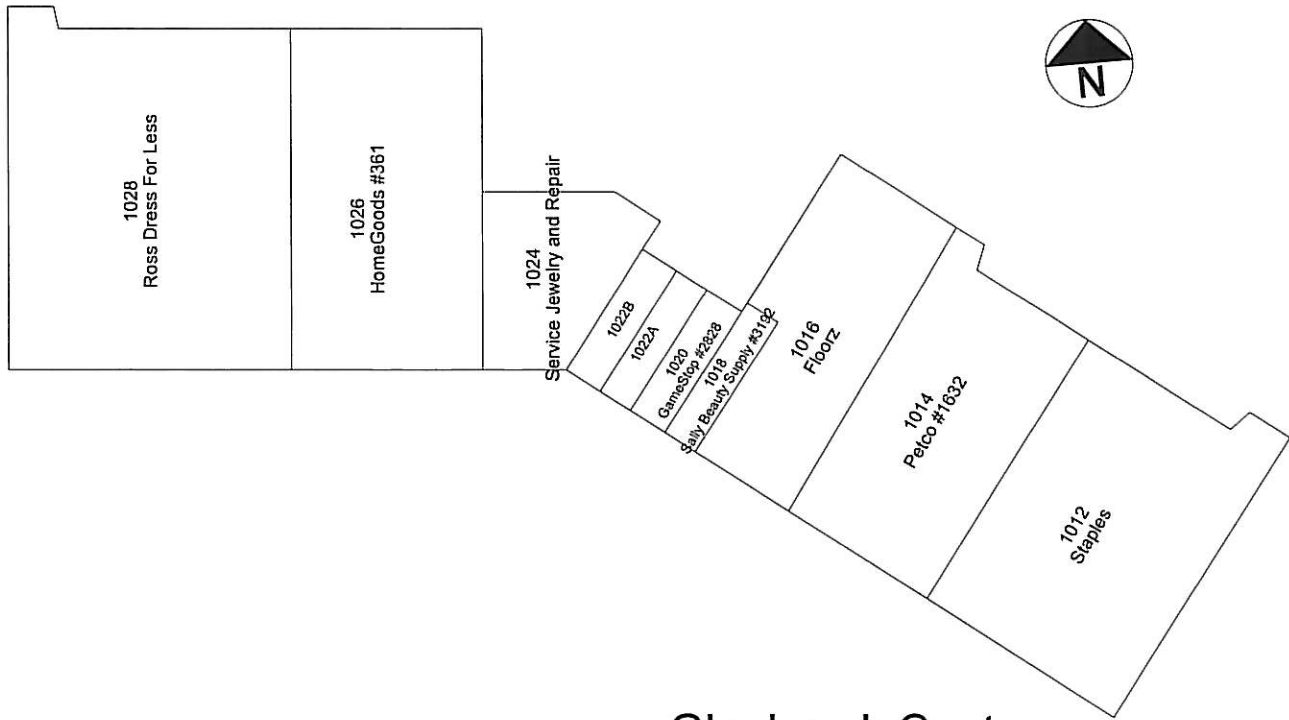 1028
Ross Dress For Less
1026
HomeGoods #361
1024
Service Jewelry and Repair
1022B
1022A
1020
GameStop #2828
1018
Sally Beauty Supply #3192
1016
Floorz
1014
Petco #1632
1012
Staples
N